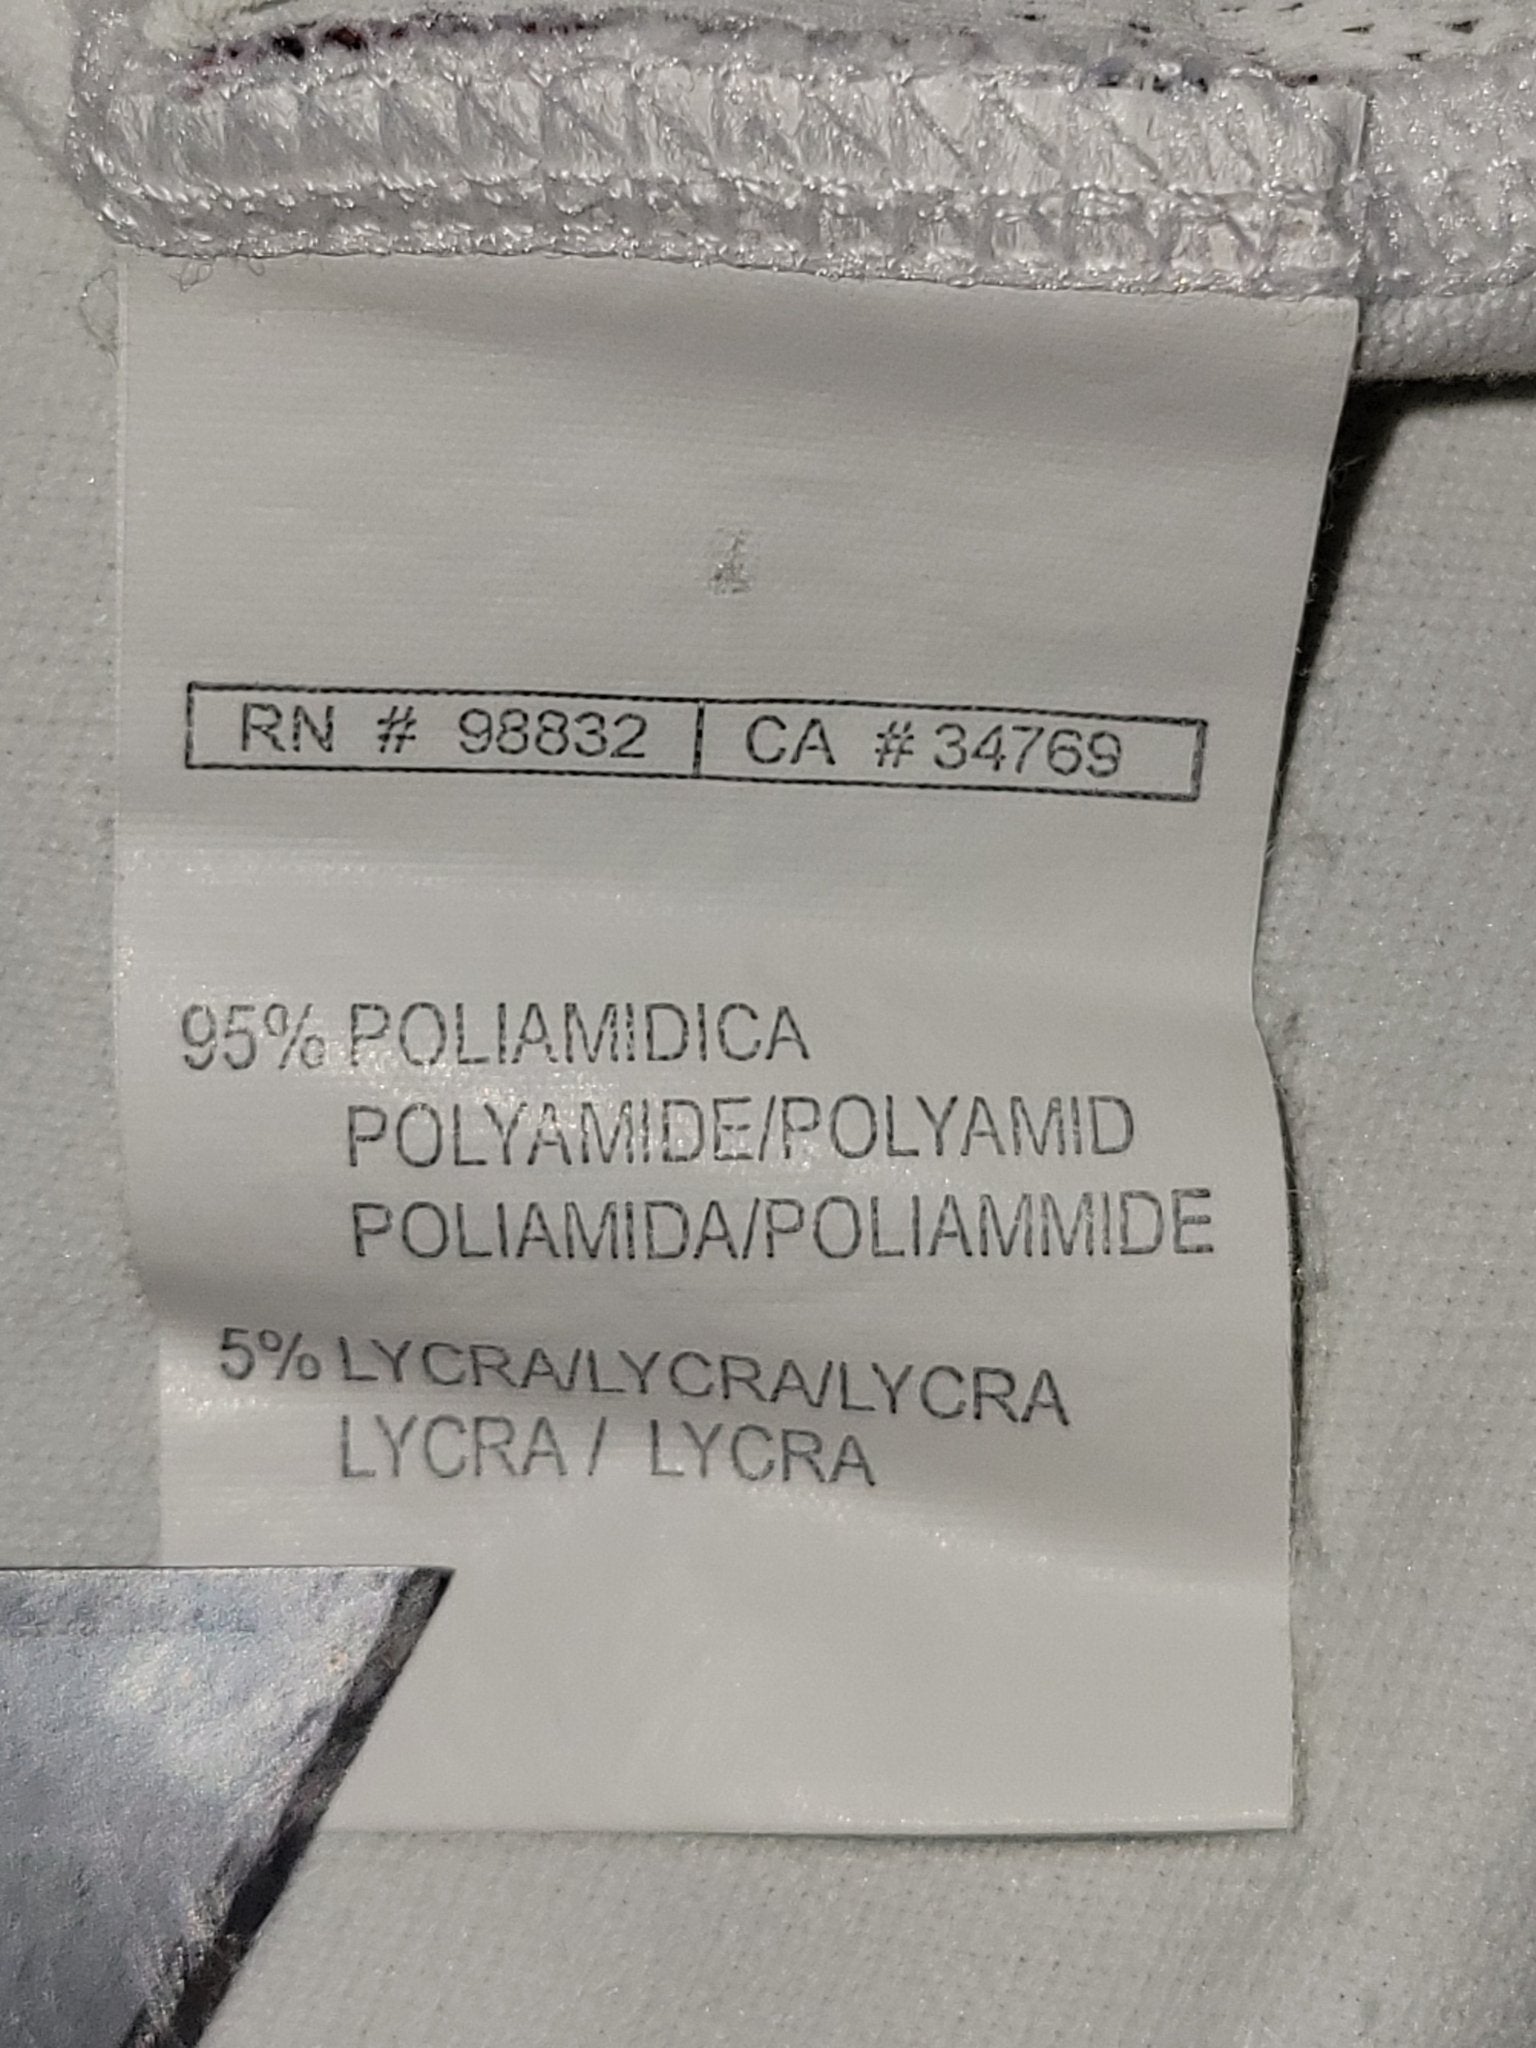 RN # 98832 CA # 34769
95% POLIAMIDICA
POLYAMIDE/POLYAMID
POLIAMIDA/POLIAMMIDE
5% LYCRA/LYCRA/LYCRA
LYCRA / LYCRA